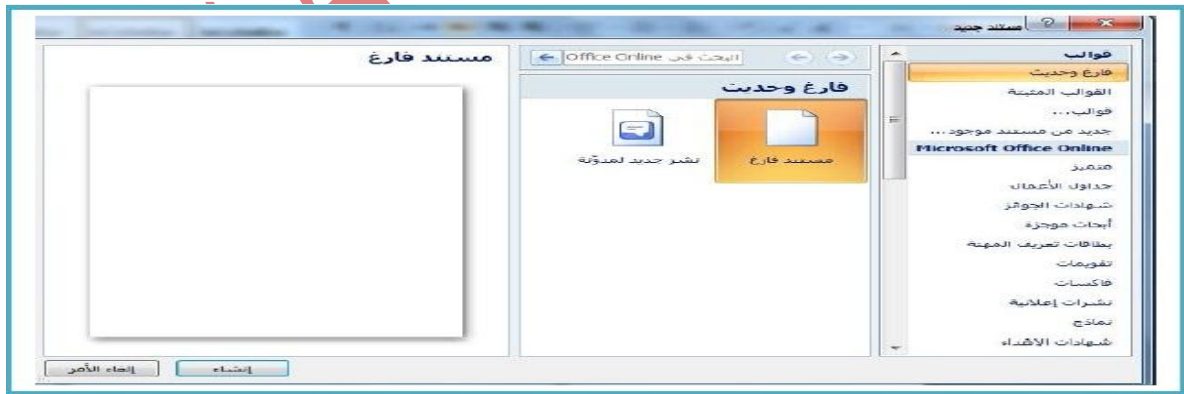 مستند جديد
قوالب
فارغ وحديث
القوالب المثبتة
قوالب...
جديد من مستند موجود...
Microsoft Office Online
متميز
جداول الأعمال
شهادات الجوائز
أبحاث موجزة
بطاقات تعريف المهنة
تقويمات
فاكسات
نشرات إعلانية
نماذج
شهادات الاهداء
البحث في Office Online
فارغ وحديث
مستند فارغ
نشر جديد لمدوّنة
مستند فارغ
إنشاء
إلغاء الأمر